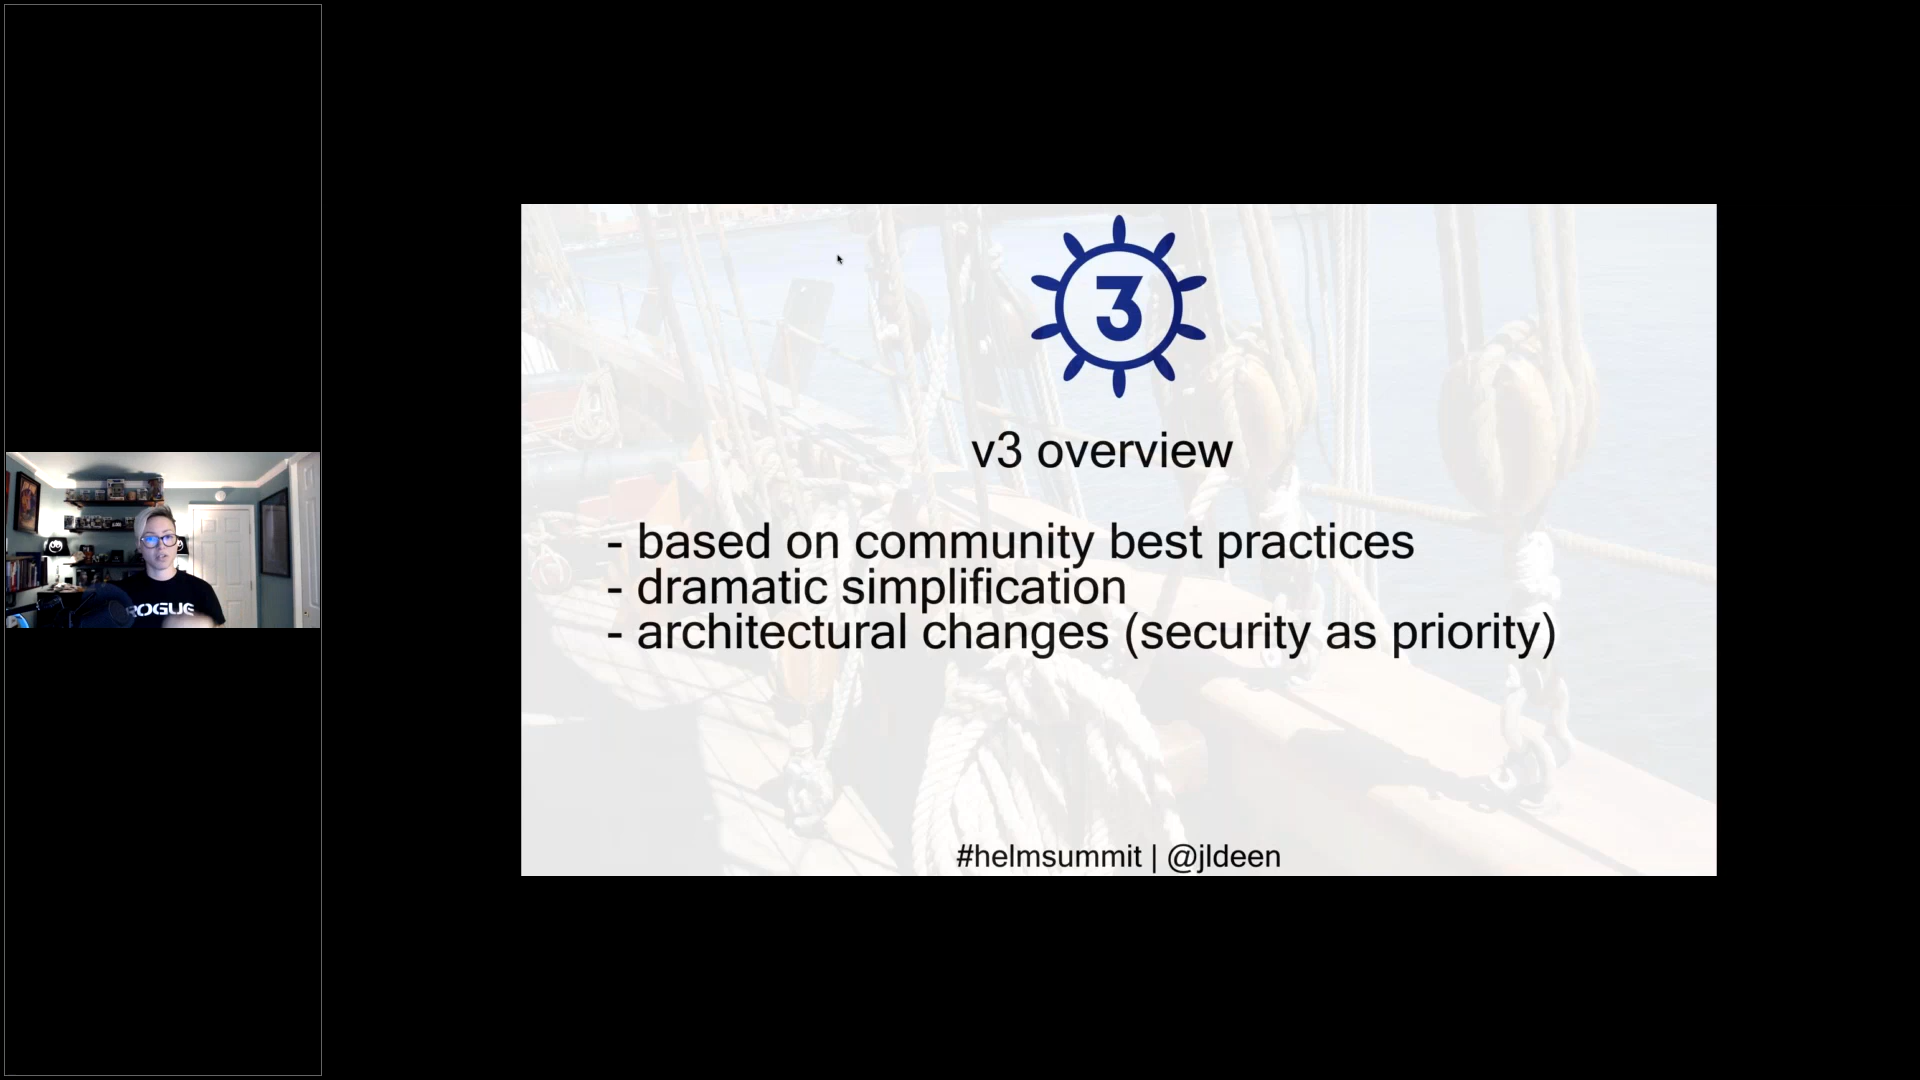 3
v3 overview
- based on community best practices
- dramatic simplification
- architectural changes (security as priority)
#helmsummit | @jldeen
ROGUE